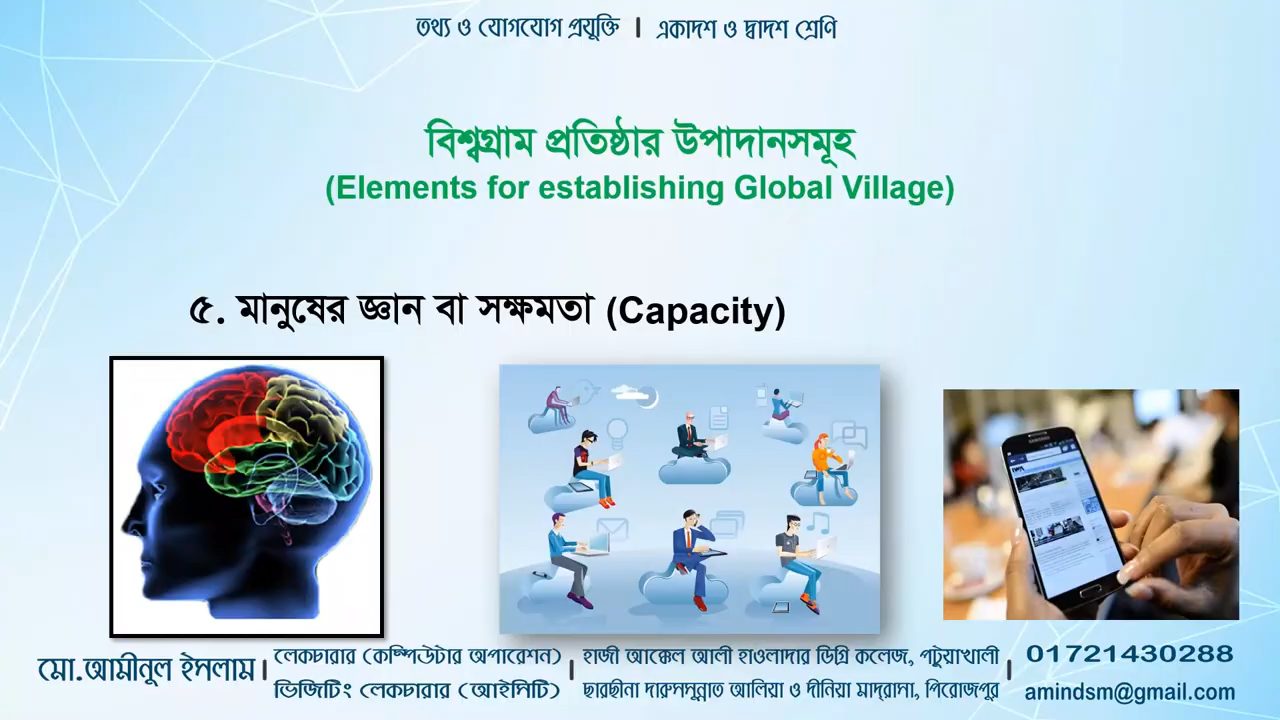 তথ্য ও যোগযোগ প্রযুক্তি | একাদশ ও দ্বাদশ শ্রেণি
বিশ্বগ্রাম প্রতিষ্ঠার উপাদানসমূহ
(Elements for establishing Global Village)
৫. মানুষের জ্ঞান বা সক্ষমতা (Capacity)
SAMSUNG
মো.আমীনুল ইসলাম
লেকচারার (কম্পিউটার অপারেশন)
ভিজিটিং লেকচারার (আইসিটি)
হাজী আক্কেল আলী হাওলাদার ডিগ্রি কলেজ, পটুয়াখালী
ছারছীনা দারুসসুন্নাত আলিয়া ও দীনিয়া মাদ্রাসা, পিরোজপুর
01721430288
amindsm@gmail.com